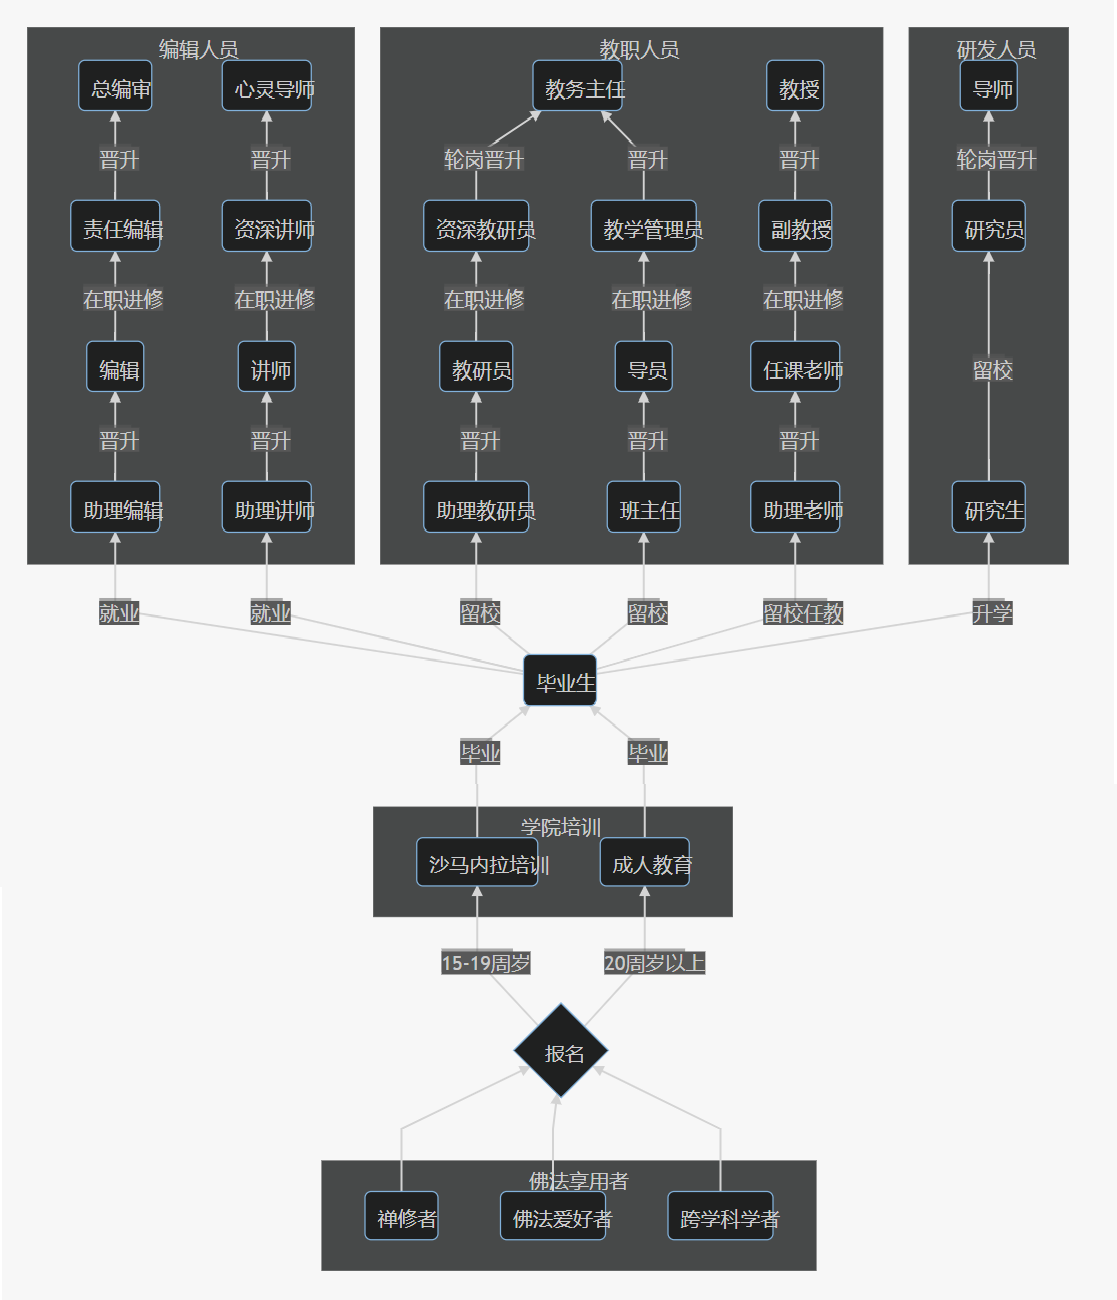 编辑人员
教职人员
研发人员
总编审
心灵导师
教务主任
教授
导师
晋升
晋升
轮岗晋升
晋升
晋升
轮岗晋升
责任编辑
资深讲师
资深教研员
教学管理员
副教授
研究员
在职进修
在职进修
在职进修
在职进修
在职进修
编辑
讲师
教研员
导员
任课老师
留校
晋升
晋升
晋升
晋升
晋升
助理编辑
助理讲师
助理教研员
班主任
助理老师
研究生
就业
就业
留校
留校
留校任教
升学
毕业生
毕业
毕业
学院培训
沙马内拉培训
成人教育
15-19周岁
20周岁以上
报名
佛法享用者
禅修者
佛法爱好者
跨学科学者